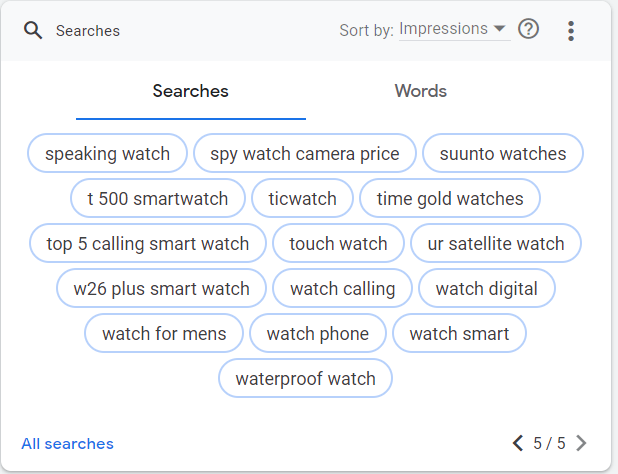 Searches Sort by: Impressions ?
Searches Words
speaking watch spy watch camera price suunto watches
t 500 smartwatch ticwatch time gold watches
top 5 calling smart watch touch watch ur satellite watch
w26 plus smart watch watch calling watch digital
watch for mens watch phone watch smart
waterproof watch
All searches 5 / 5